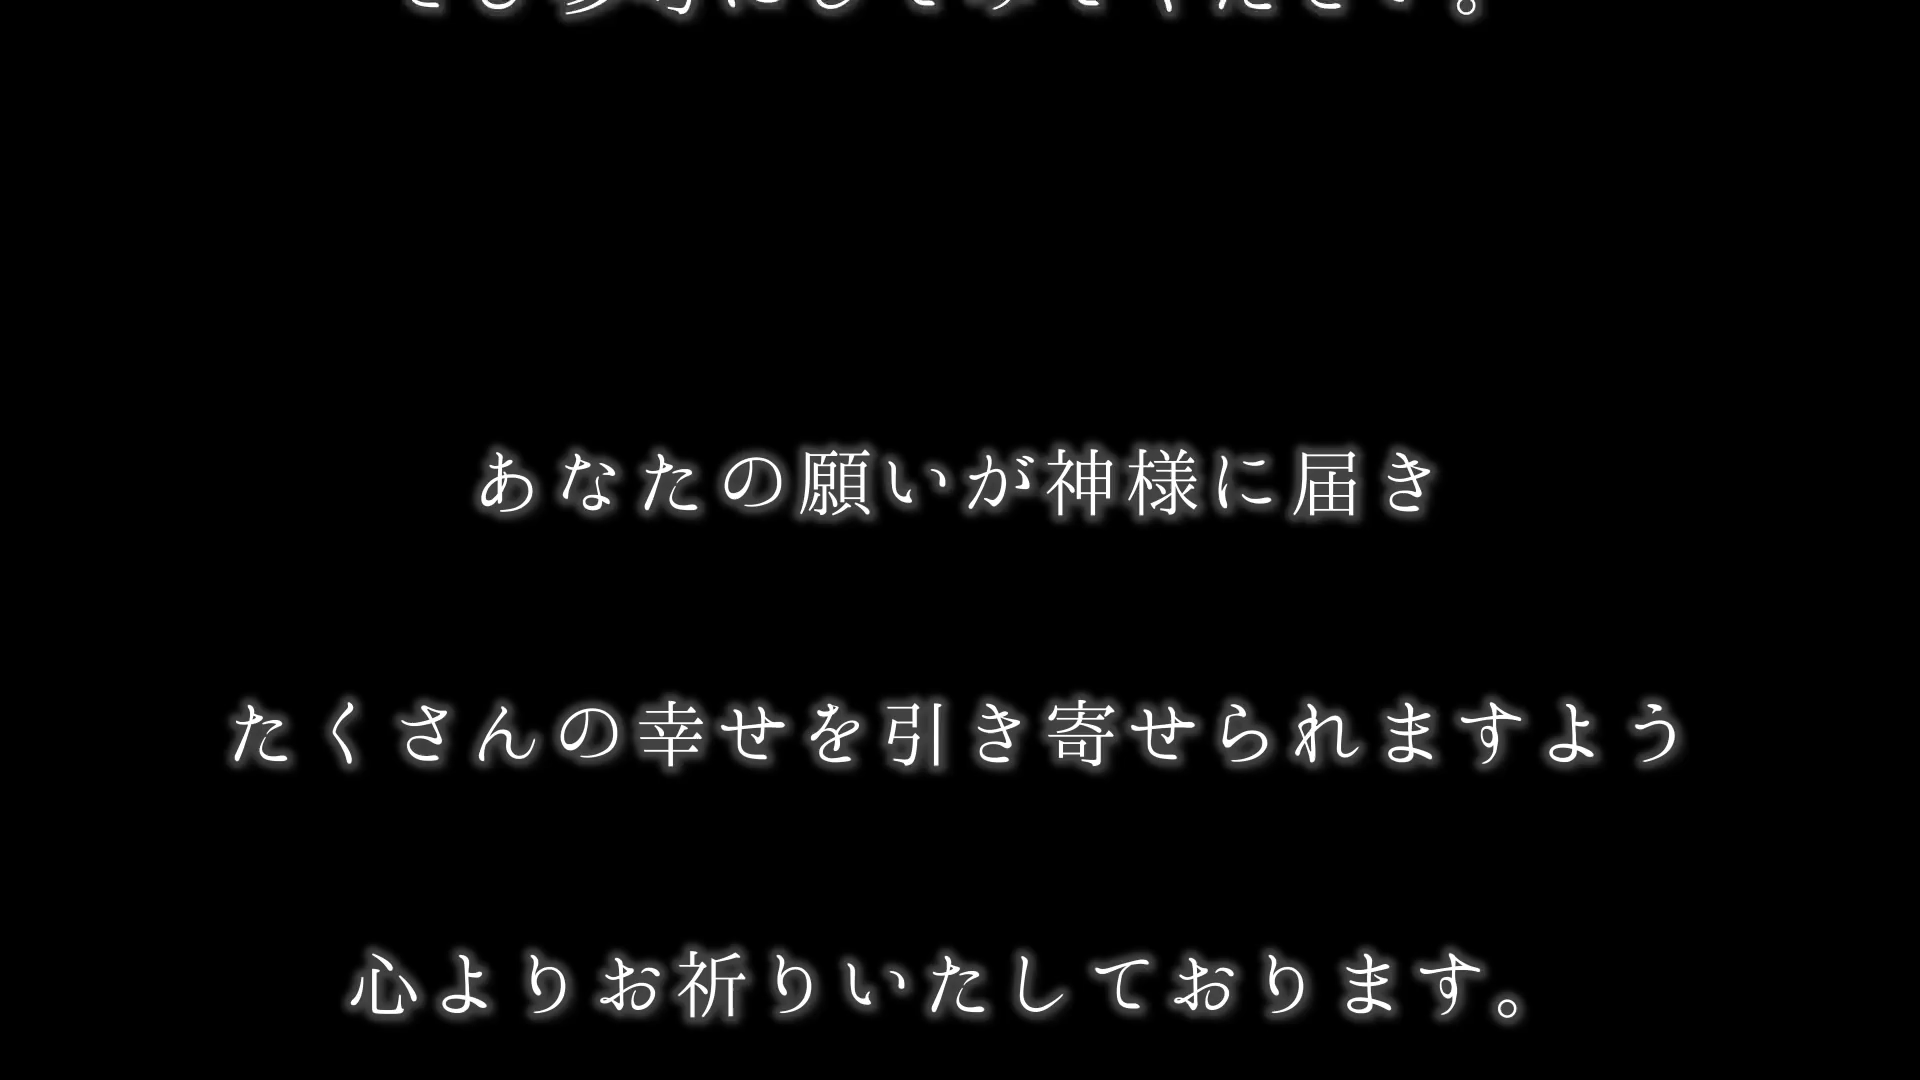 あなたの願いが神様に届き
たくさんの幸せを引き寄せられますよう
心よりお祈りいたしております。